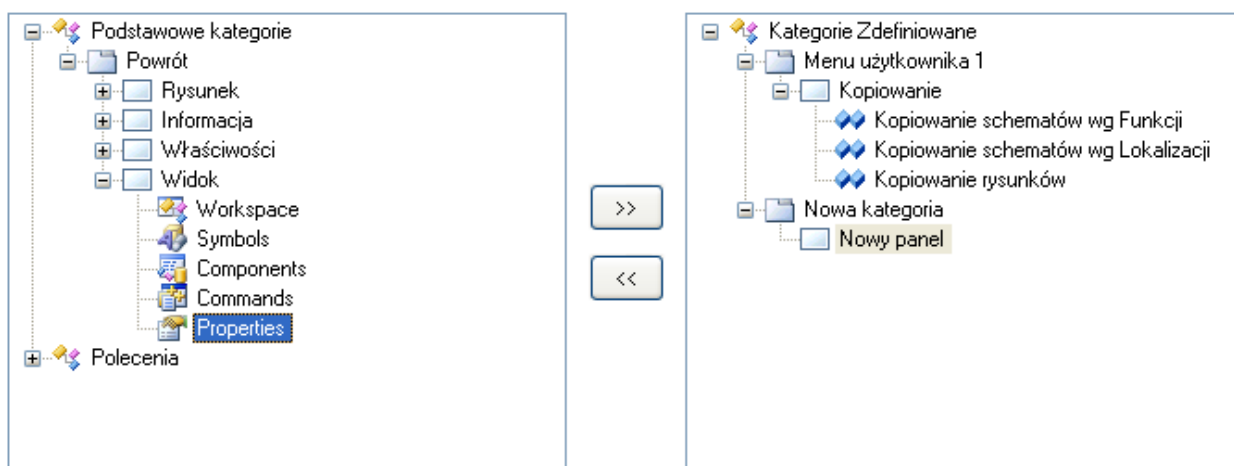 Podstawowe kategorie
Powrót
Rysunek
Informacja
Właściwości
Widok
Workspace
Symbols
Components
Commands
Properties
Polecenia
>>
<<
Kategorie Zdefiniowane
Menu użytkownika 1
Kopiowanie
Kopiowanie schematów wg Funkcji
Kopiowanie schematów wg Lokalizacji
Kopiowanie rysunków
Nowa kategoria
Nowy panel